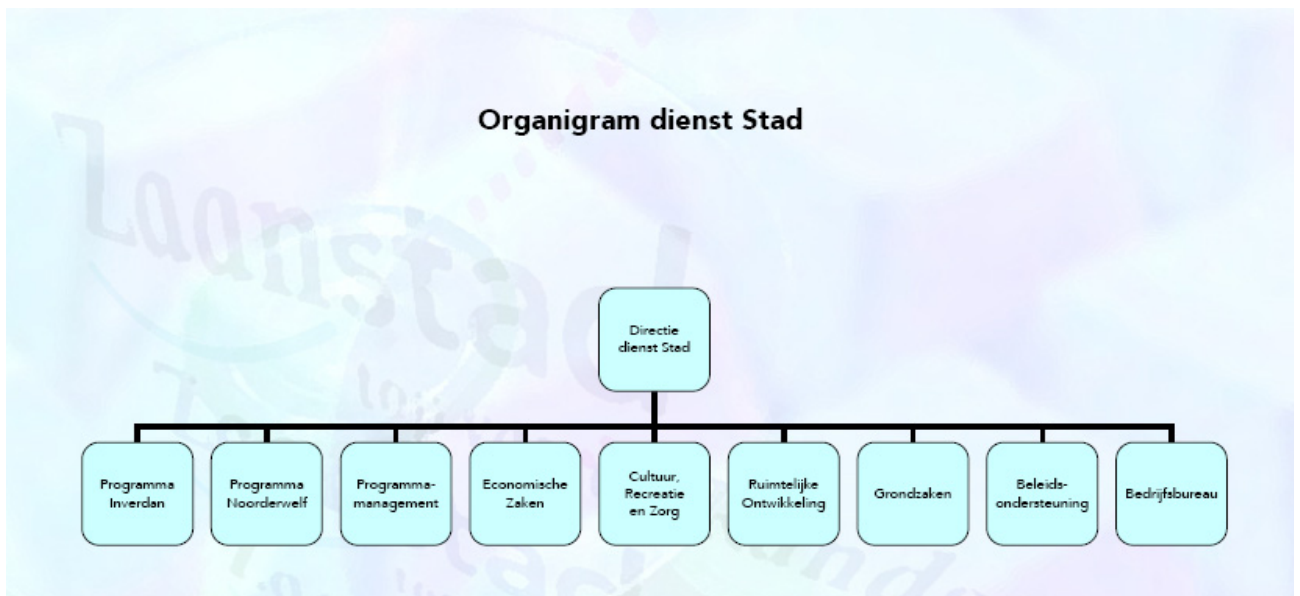 Organigram dienst Stad
Zaanstad
Directie
dienst Stad
Programma
Inverdan
Programma
Noorderwelf
Programma-
management
Economische
Zaken
Cultuur,
Recreatie
en Zorg
Ruimtelijke
Ontwikkeling
Grondzaken
Beleids-
ondersteuning
Bedrijfsbureau